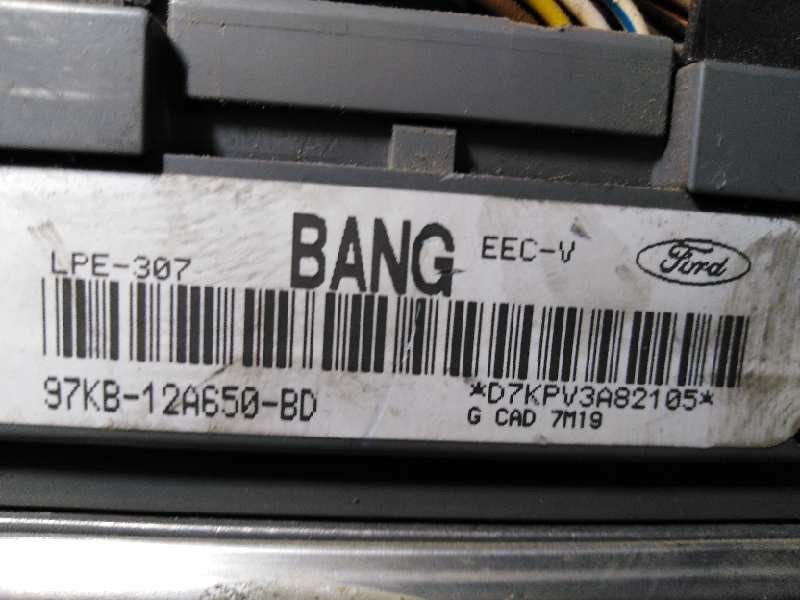 BANG
EEC-V
Ford
LPE-307
97KB-12A650-BD
*D7KPV3A82105*
G CAD 7M19